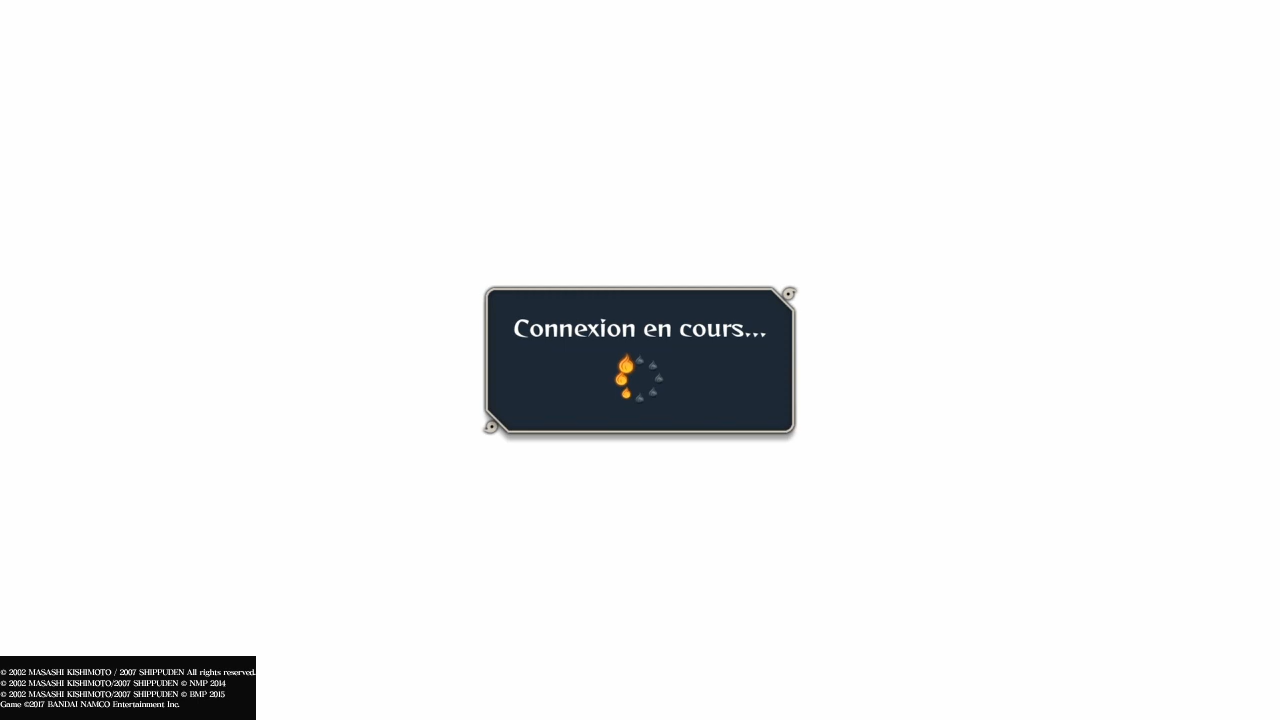 Connexion en cours...
© 2002 MASASHI KISHIMOTO / 2007 SHIPPUDEN All rights reserved.
© 2002 MASASHI KISHIMOTO/2007 SHIPPUDEN © NMP 2014
© 2002 MASASHI KISHIMOTO/2007 SHIPPUDEN © BMP 2015
Game ©2017 BANDAI NAMCO Entertainment Inc.